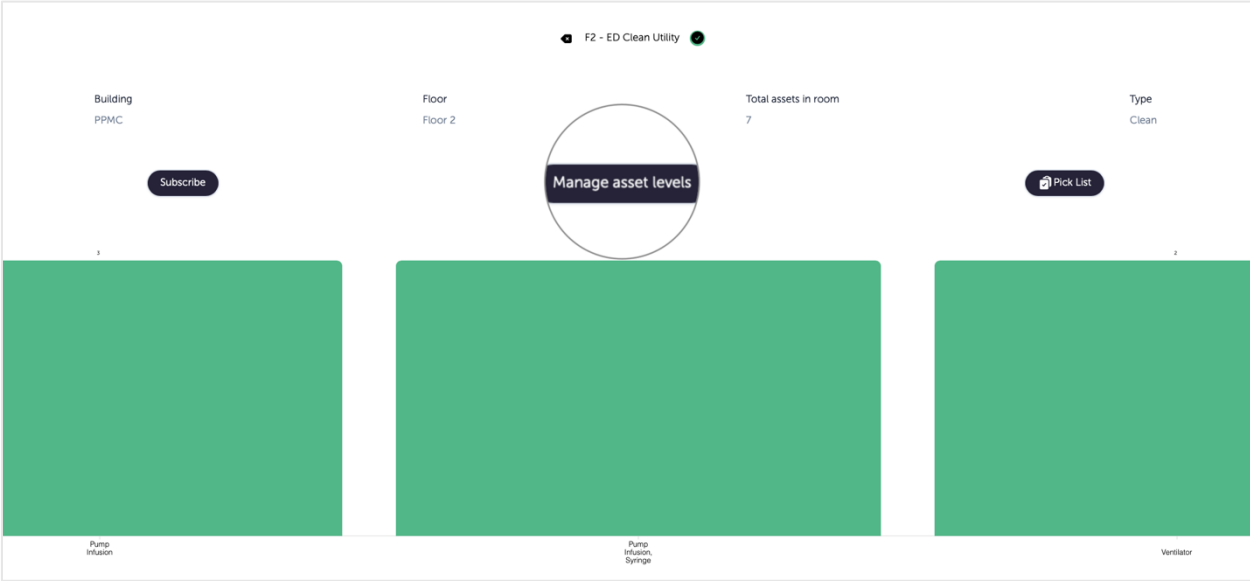 F2 - ED Clean Utility
Building
PPMC
Floor
Floor 2
Total assets in room
7
Type
Clean
Subscribe
Manage asset levels
Pick List
3
2
Pump
Infusion
Pump
Infusion,
Syringe
Ventilator